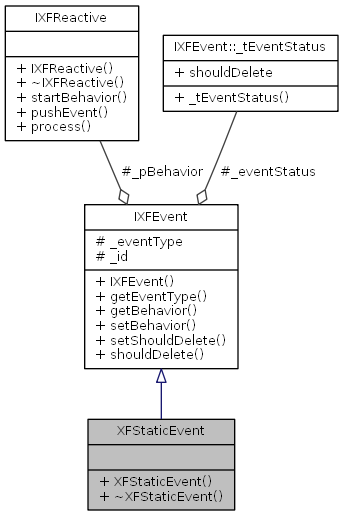 IXFReactive
+ IXFReactive()
+ ~IXFReactive()
+ startBehavior()
+ pushEvent()
+ process()
IXFEvent::_tEventStatus
+ shouldDelete
+ _tEventStatus()
#_pBehavior
#_eventStatus
IXFEvent
# _eventType
# _id
+ IXFEvent()
+ getEventType()
+ getBehavior()
+ setBehavior()
+ setShouldDelete()
+ shouldDelete()
XFStaticEvent
+ XFStaticEvent()
+ ~XFStaticEvent()